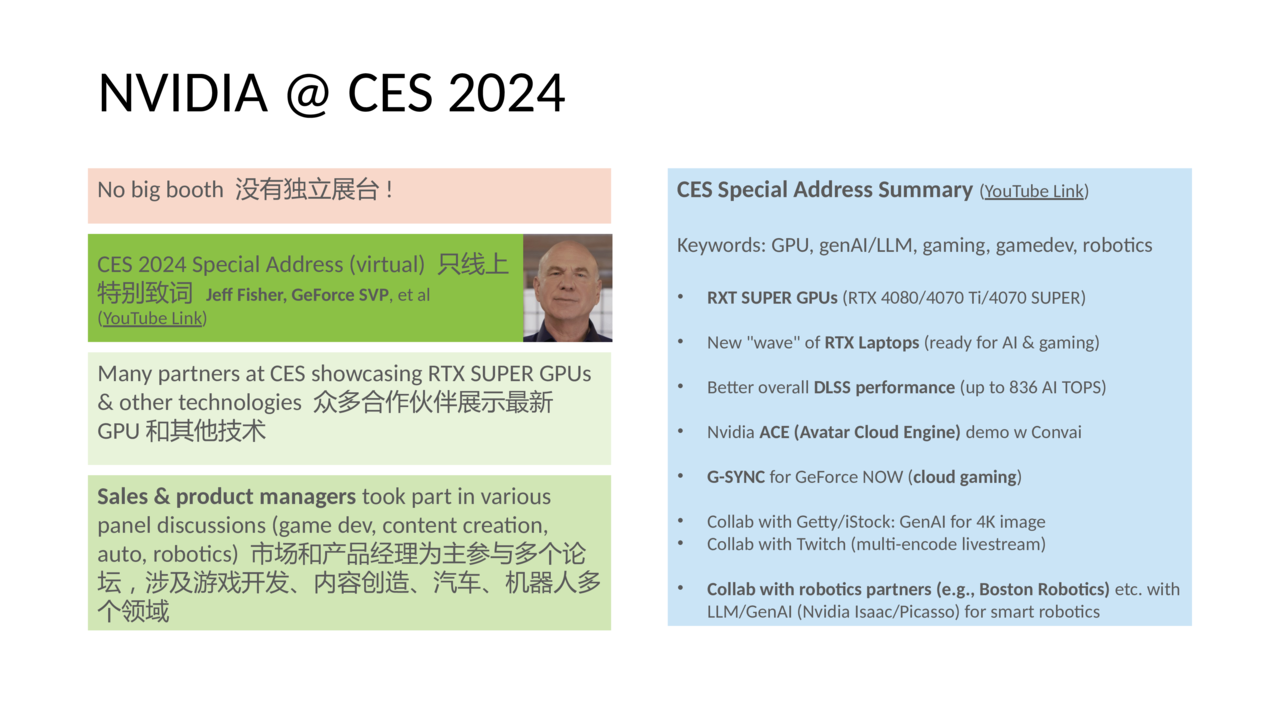 NVIDIA @ CES 2024
No big booth 没有独立展台 !
CES 2024 Special Address (virtual) 只线上
特别致词 Jeff Fisher, GeForce SVP, et al
(YouTube Link)
Many partners at CES showcasing RTX SUPER GPUs
& other technologies 众多合作伙伴展示最新
GPU 和其他技术
Sales & product managers took part in various
panel discussions (game dev, content creation,
auto, robotics) 市场和产品经理为主参与多个论
坛，涉及游戏开发、内容创造、汽车、机器人多
个领域
CES Special Address Summary (YouTube Link)
Keywords: GPU, genAI/LLM, gaming, gamedev, robotics
• RXT SUPER GPUs (RTX 4080/4070 Ti/4070 SUPER)
• New "wave" of RTX Laptops (ready for AI & gaming)
• Better overall DLSS performance (up to 836 AI TOPS)
• Nvidia ACE (Avatar Cloud Engine) demo w Convai
• G-SYNC for GeForce NOW (cloud gaming)
• Collab with Getty/iStock: GenAI for 4K image
• Collab with Twitch (multi-encode livestream)
• Collab with robotics partners (e.g., Boston Robotics) etc. with
LLM/GenAI (Nvidia Isaac/Picasso) for smart robotics